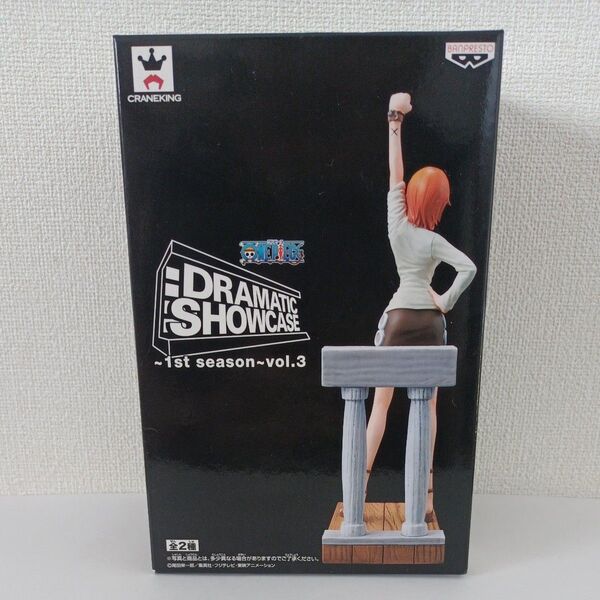 CRANEKING
BANPRESTO
ONE PIECE
DRAMATIC
SHOWCASE
~1st season~vol.3
全2種
※写真と商品とは、多少異なる場合が有りますのでご了承ください。
©尾田栄一郎/集英社・フジテレビ・東映アニメーション